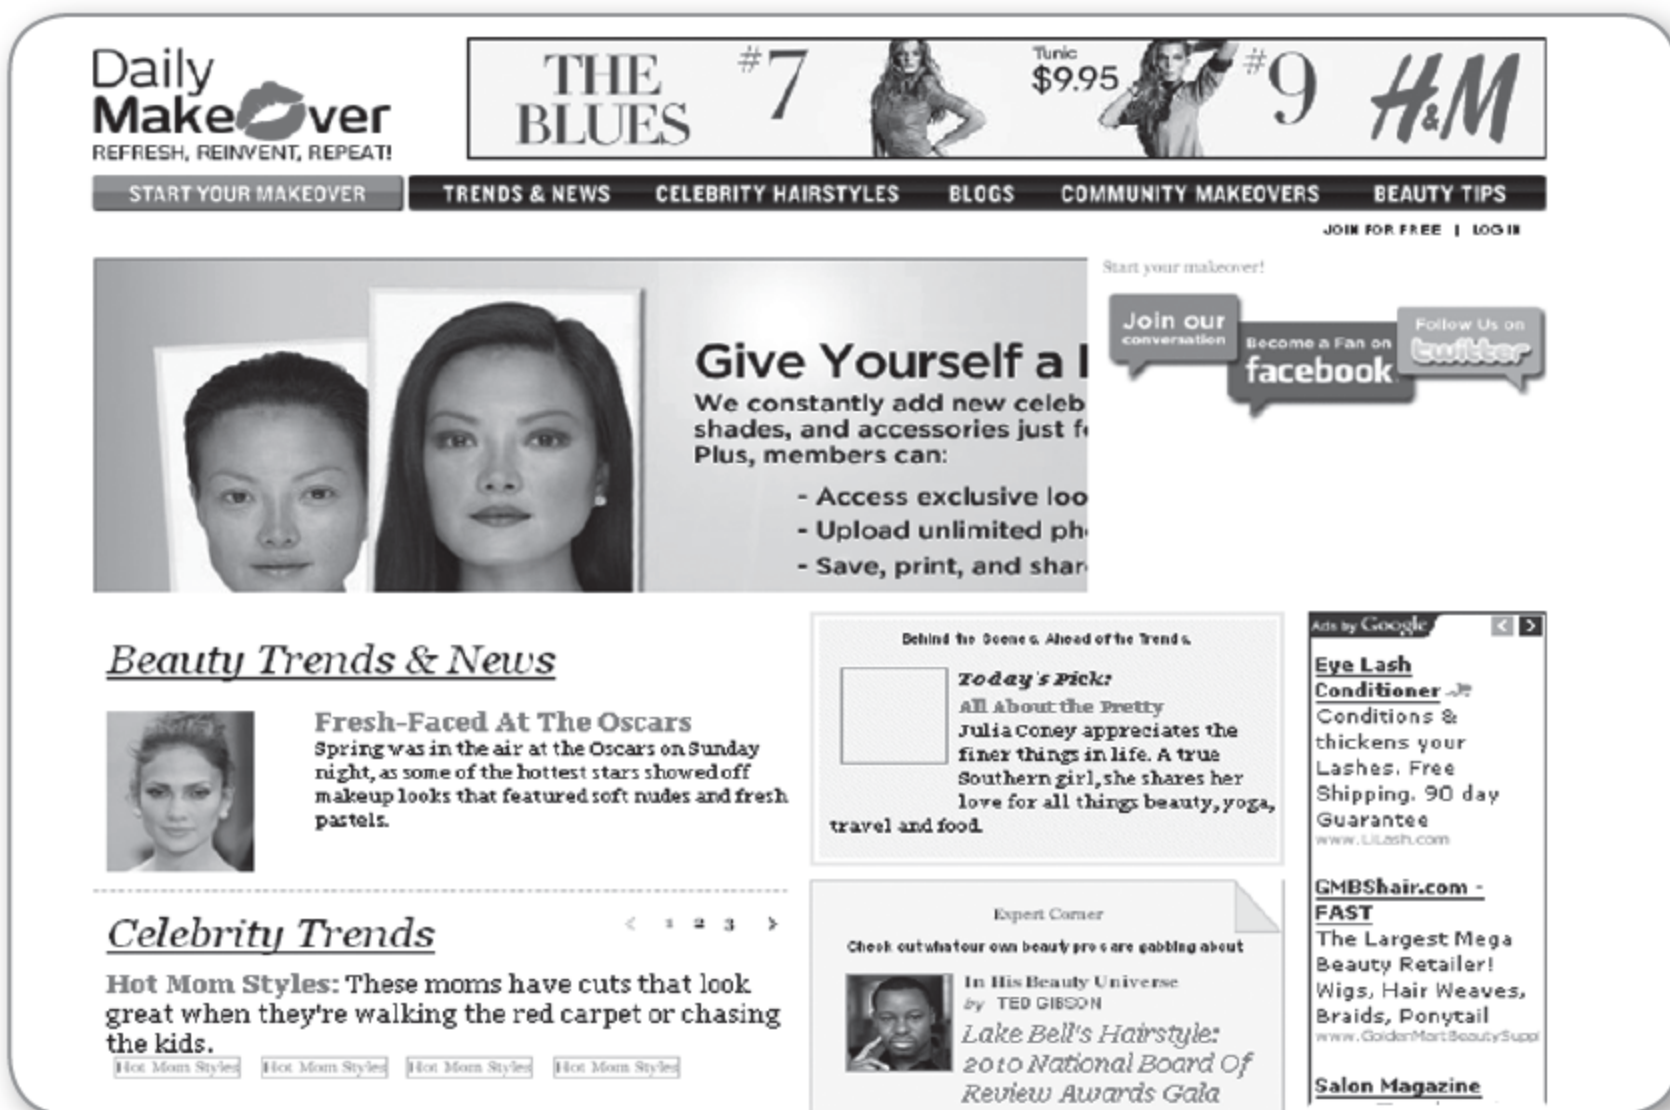 Daily
MakeOver
REFRESH, REINVENT, REPEAT!
THE
BLUES
#7
Tunic
$9.95
#9
H&M
START YOUR MAKEOVER
TRENDS & NEWS
CELEBRITY HAIRSTYLES
BLOGS
COMMUNITY MAKEOVERS
BEAUTY TIPS
JOIN FOR FREE | LOG IN
Give Yourself a
We constantly add new celeb
shades, and accessories just f
Plus, members can:
- Access exclusive loo
- Upload unlimited ph
- Save, print, and shar
Start your makeover!
Join our
conversation
Become a Fan on
facebook
Follow Us on
twitter
Beauty Trends & News
Fresh-Faced At The Oscars
Spring was in the air at the Oscars on Sunday
night, as some of the hottest stars showed off
makeup looks that featured soft nudes and fresh
pastels.
Celebrity Trends
< 1 2 3 >
Hot Mom Styles: These moms have cuts that look
great when they're walking the red carpet or chasing
the kids.
Hot Mom Styles
Hot Mom Styles
Hot Mom Styles
Hot Mom Styles
Behind the Scenes. Ahead of the Trends.
Today's Pick:
All About the Pretty
Julia Coney appreciates the
finer things in life. A true
Southern girl, she shares her
love for all things beauty, yoga,
travel and food.
Expert Corner
Check out what our own beauty pros are gabbing about
In His Beauty Universe
by TED GIBSON
Lake Bell's Hairstyle:
2010 National Board Of
Review Awards Gala
Ads by Google
< >
Eye Lash
Conditioner
Conditions &
thickens your
Lashes. Free
Shipping. 90 day
Guarantee
www.LiLash.com
GMBShair.com -
FAST
The Largest Mega
Beauty Retailer!
Wigs, Hair Weaves,
Braids, Ponytail
www.GoldenMartBeautySuppl
Salon Magazine